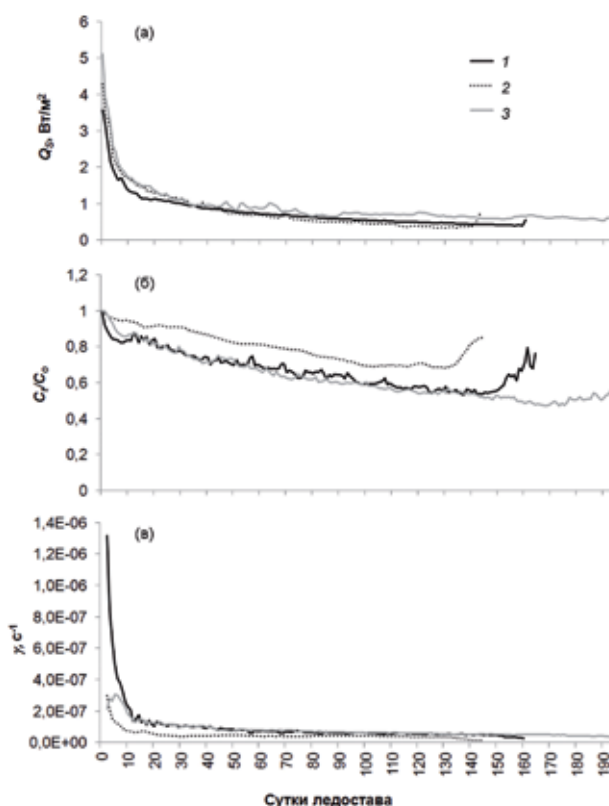 (а)
6
5
4
3
2
1
0
Q_S, Вт/м²
1
2
3
(б)
1,2
1
0,8
0,6
0,4
0,2
0
C_t/C_o
(в)
1,4E-06
1,2E-06
1,0E-06
8,0E-07
6,0E-07
4,0E-07
2,0E-07
0,0E+00
γ, с⁻¹
0 10 20 30 40 50 60 70 80 90 100 110 120 130 140 150 160 170 180 190
Сутки ледостава